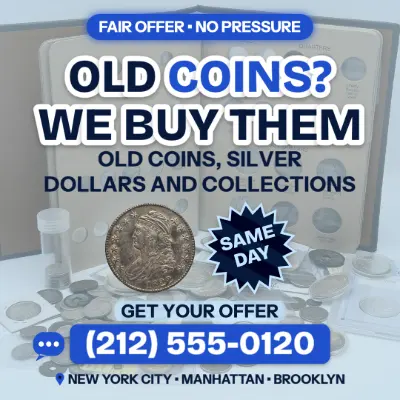 FAIR OFFER • NO PRESSURE
OLD COINS?
WE BUY THEM
OLD COINS, SILVER
DOLLARS AND COLLECTIONS
SAME
DAY
GET YOUR OFFER
(212) 555-0120
NEW YORK CITY • MANHATTAN • BROOKLYN